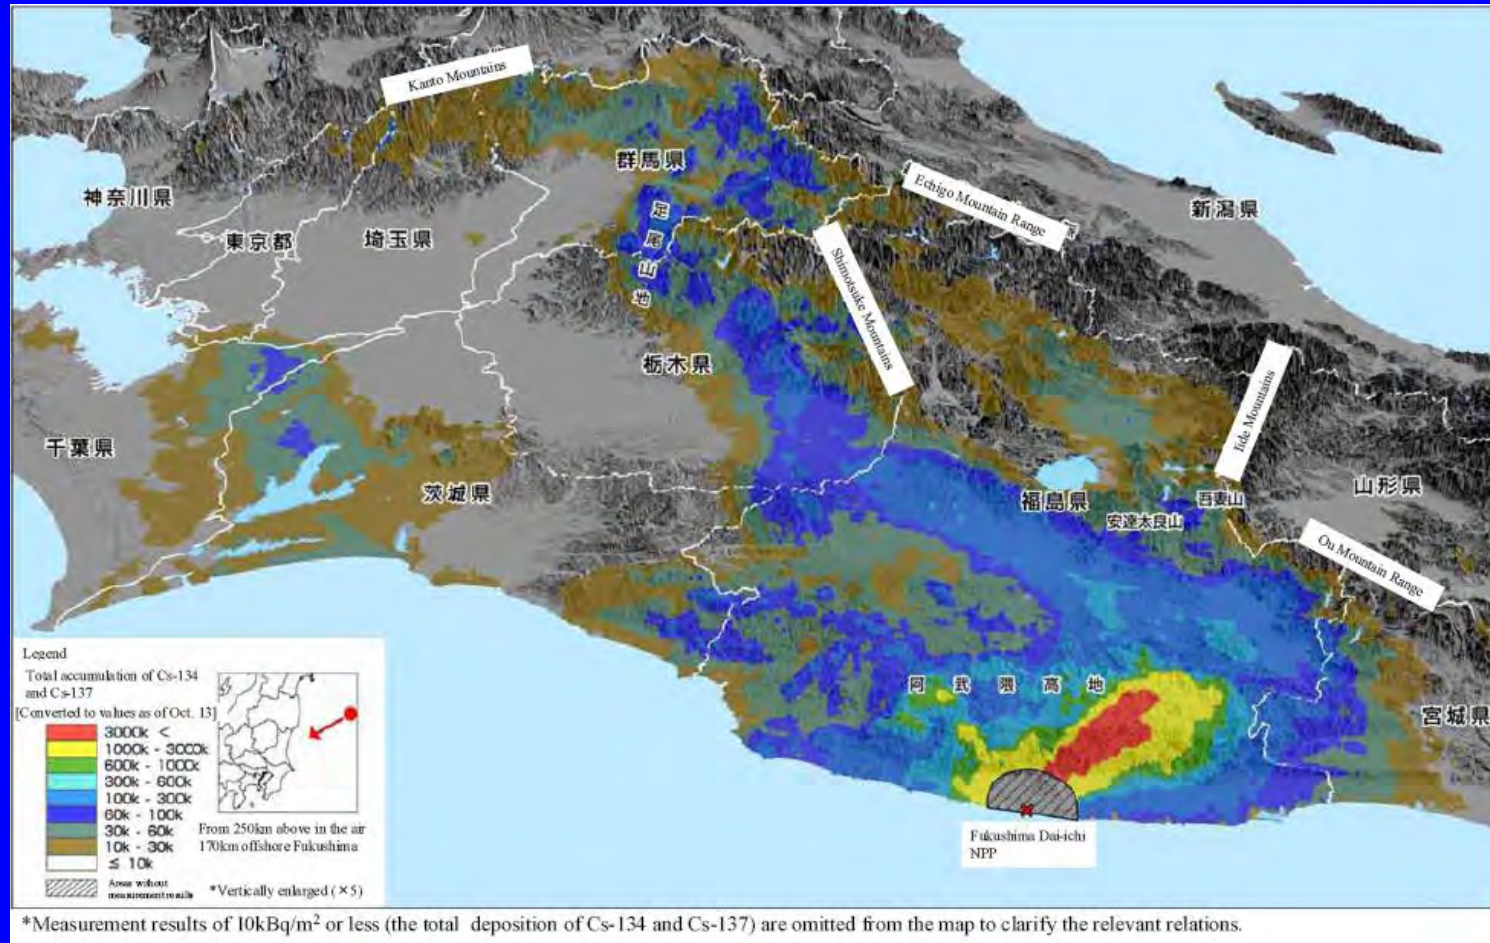 Kanto Mountains
群馬県
Echigo Mountain Range
神奈川県
新潟県
足尾山地
東京都
埼玉県
Shimotsuke Mountains
栃木県
Iide Mountains
千葉県
茨城県
福島県
吾妻山
山形県
安達太良山
Ou Mountain Range
阿武隈高地
宮城県
Fukushima Dai-ichi
NPP
Legend
Total accumulation of Cs-134
and Cs-137
[Converted to values as of Oct. 13]
3000k <
1000k - 3000k
600k - 1000k
300k - 600k
100k - 300k
60k - 100k
30k - 60k
10k - 30k
≤ 10k
Areas without
measurement results
From 250km above in the air
170km offshore Fukushima
*Vertically enlarged (×5)
*Measurement results of 10kBq/m² or less (the total deposition of Cs-134 and Cs-137) are omitted from the map to clarify the relevant relations.